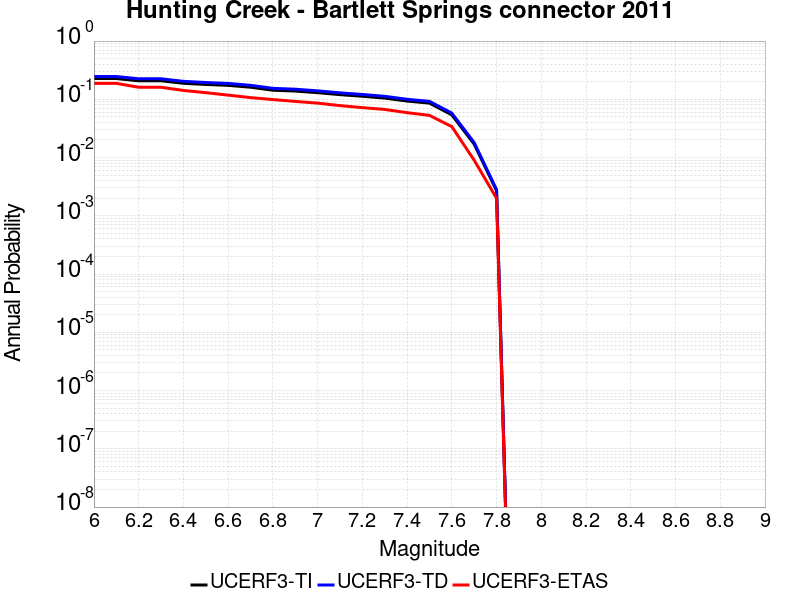 Hunting Creek - Bartlett Springs connector 2011
10^0
10^-1
10^-2
10^-3
10^-4
10^-5
10^-6
10^-7
10^-8
Annual Probability
6 6.2 6.4 6.6 6.8 7 7.2 7.4 7.6 7.8 8 8.2 8.4 8.6 8.8 9
Magnitude
UCERF3-TI UCERF3-TD UCERF3-ETAS